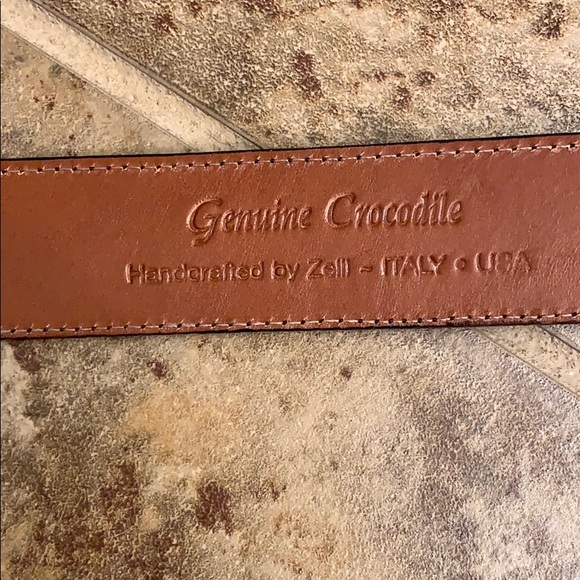 Genuine Crocodile
Handcrafted by Zelli ~ ITALY • USA